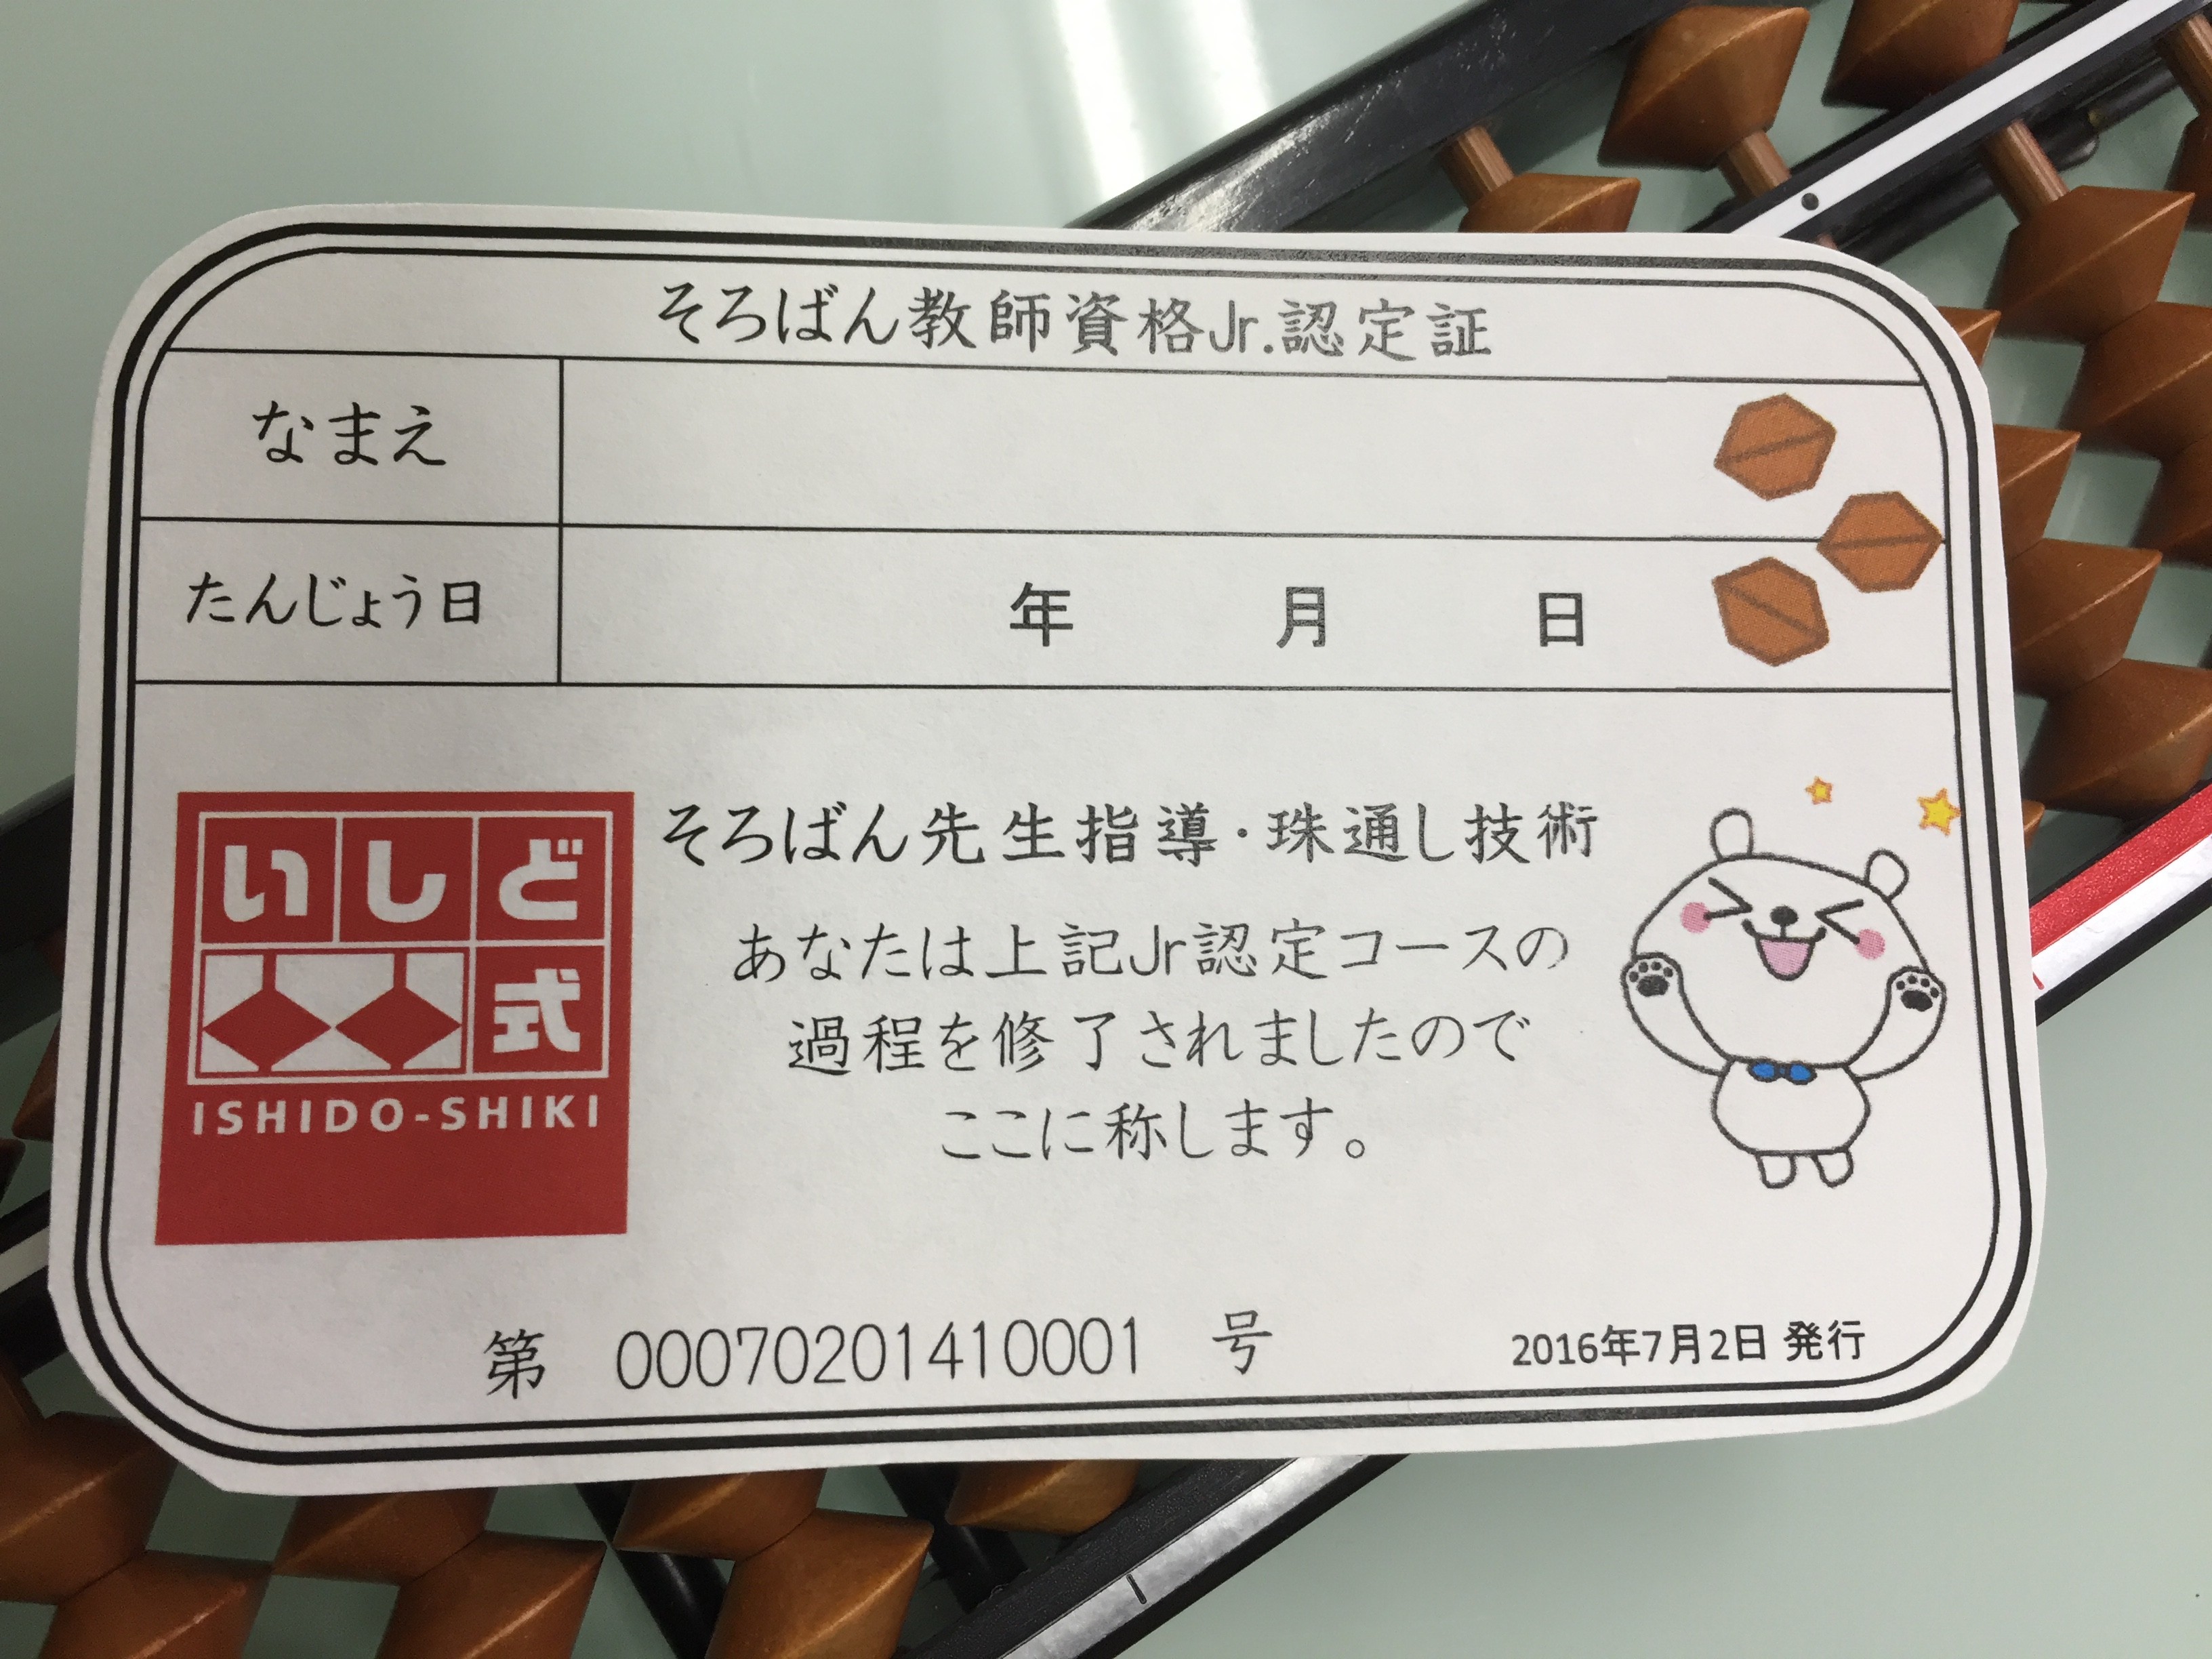 そろばん教師資格Jr.認定証
なまえ
たんじょう日 年 月 日
いしど
式
ISHIDO-SHIKI
そろばん先生指導・珠通し技術
あなたは上記Jr認定コースの
過程を修了されましたので
ここに称します。
第 00070201410001 号
2016年7月2日 発行